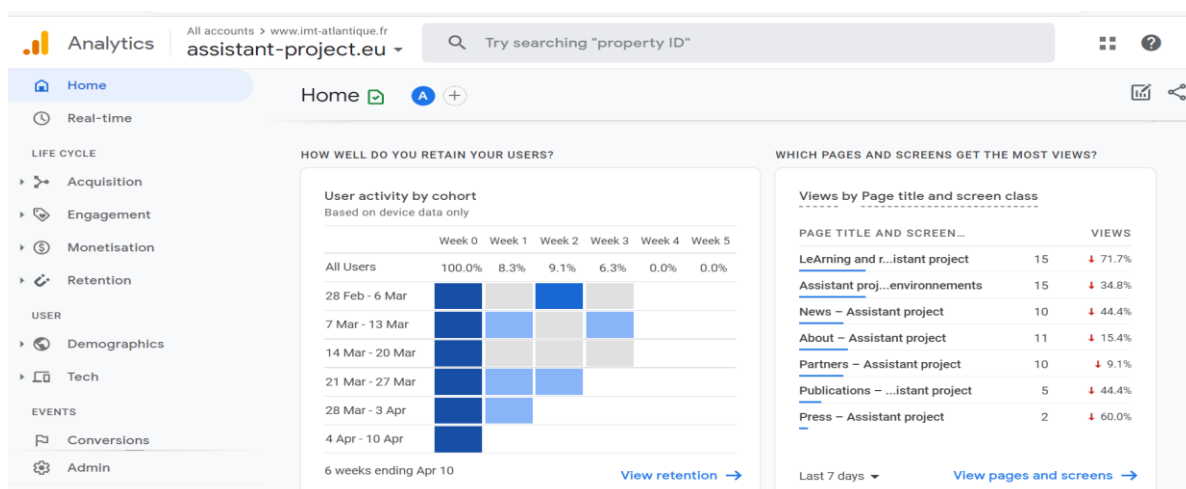 Analytics
All accounts > www.imt-atlantique.fr
assistant-project.eu
Try searching "property ID"
Home
Real-time
LIFE CYCLE
Acquisition
Engagement
Monetisation
Retention
USER
Demographics
Tech
EVENTS
Conversions
Admin
Home A
HOW WELL DO YOU RETAIN YOUR USERS?
User activity by cohort
Based on device data only
Week 0 Week 1 Week 2 Week 3 Week 4 Week 5
All Users 100.0% 8.3% 9.1% 6.3% 0.0% 0.0%
28 Feb - 6 Mar
7 Mar - 13 Mar
14 Mar - 20 Mar
21 Mar - 27 Mar
28 Mar - 3 Apr
4 Apr - 10 Apr
6 weeks ending Apr 10
View retention →
WHICH PAGES AND SCREENS GET THE MOST VIEWS?
Views by Page title and screen class
PAGE TITLE AND SCREEN... VIEWS
LeArning and r...istant project 15 ↓ 71.7%
Assistant proj...environnements 15 ↓ 34.8%
News – Assistant project 10 ↓ 44.4%
About – Assistant project 11 ↓ 15.4%
Partners – Assistant project 10 ↓ 9.1%
Publications – ...istant project 5 ↓ 44.4%
Press – Assistant project 2 ↓ 60.0%
Last 7 days
View pages and screens →